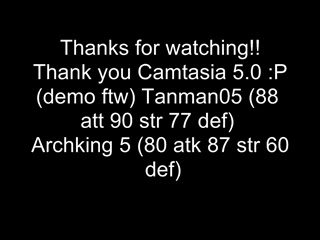 Thanks for watching!!
Thank you Camtasia 5.0 :P
(demo ftw) Tanman05 (88
att 90 str 77 def)
Archking 5 (80 atk 87 str 60
def)